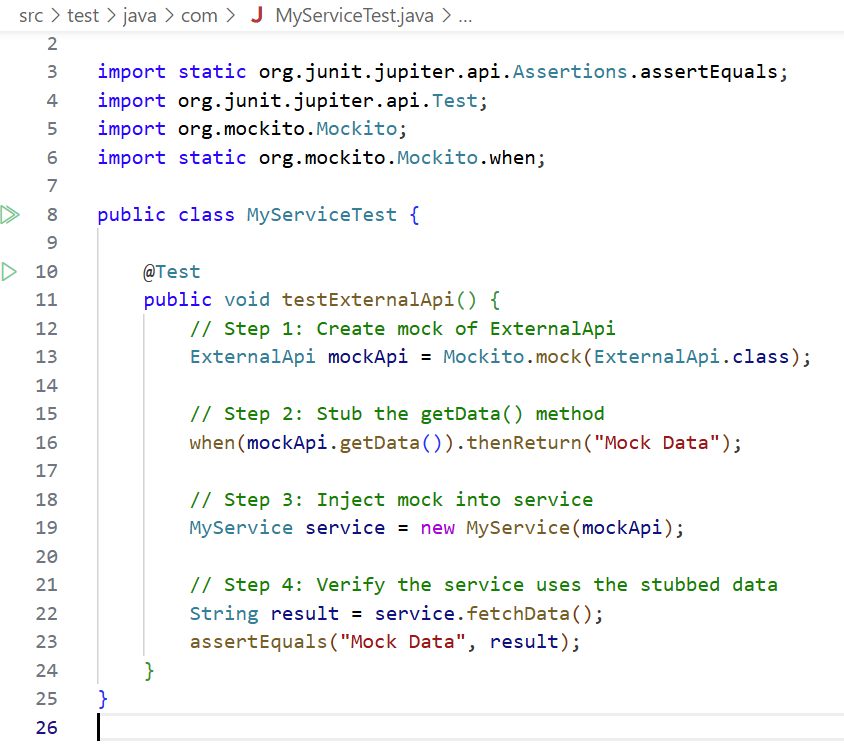 src > test > java > com > J MyServiceTest.java > ...
2
3 import static org.junit.jupiter.api.Assertions.assertEquals;
4 import org.junit.jupiter.api.Test;
5 import org.mockito.Mockito;
6 import static org.mockito.Mockito.when;
7
8 public class MyServiceTest {
9
10     @Test
11     public void testExternalApi() {
12         // Step 1: Create mock of ExternalApi
13         ExternalApi mockApi = Mockito.mock(ExternalApi.class);
14
15         // Step 2: Stub the getData() method
16         when(mockApi.getData()).thenReturn("Mock Data");
17
18         // Step 3: Inject mock into service
19         MyService service = new MyService(mockApi);
20
21         // Step 4: Verify the service uses the stubbed data
22         String result = service.fetchData();
23         assertEquals("Mock Data", result);
24     }
25 }
26